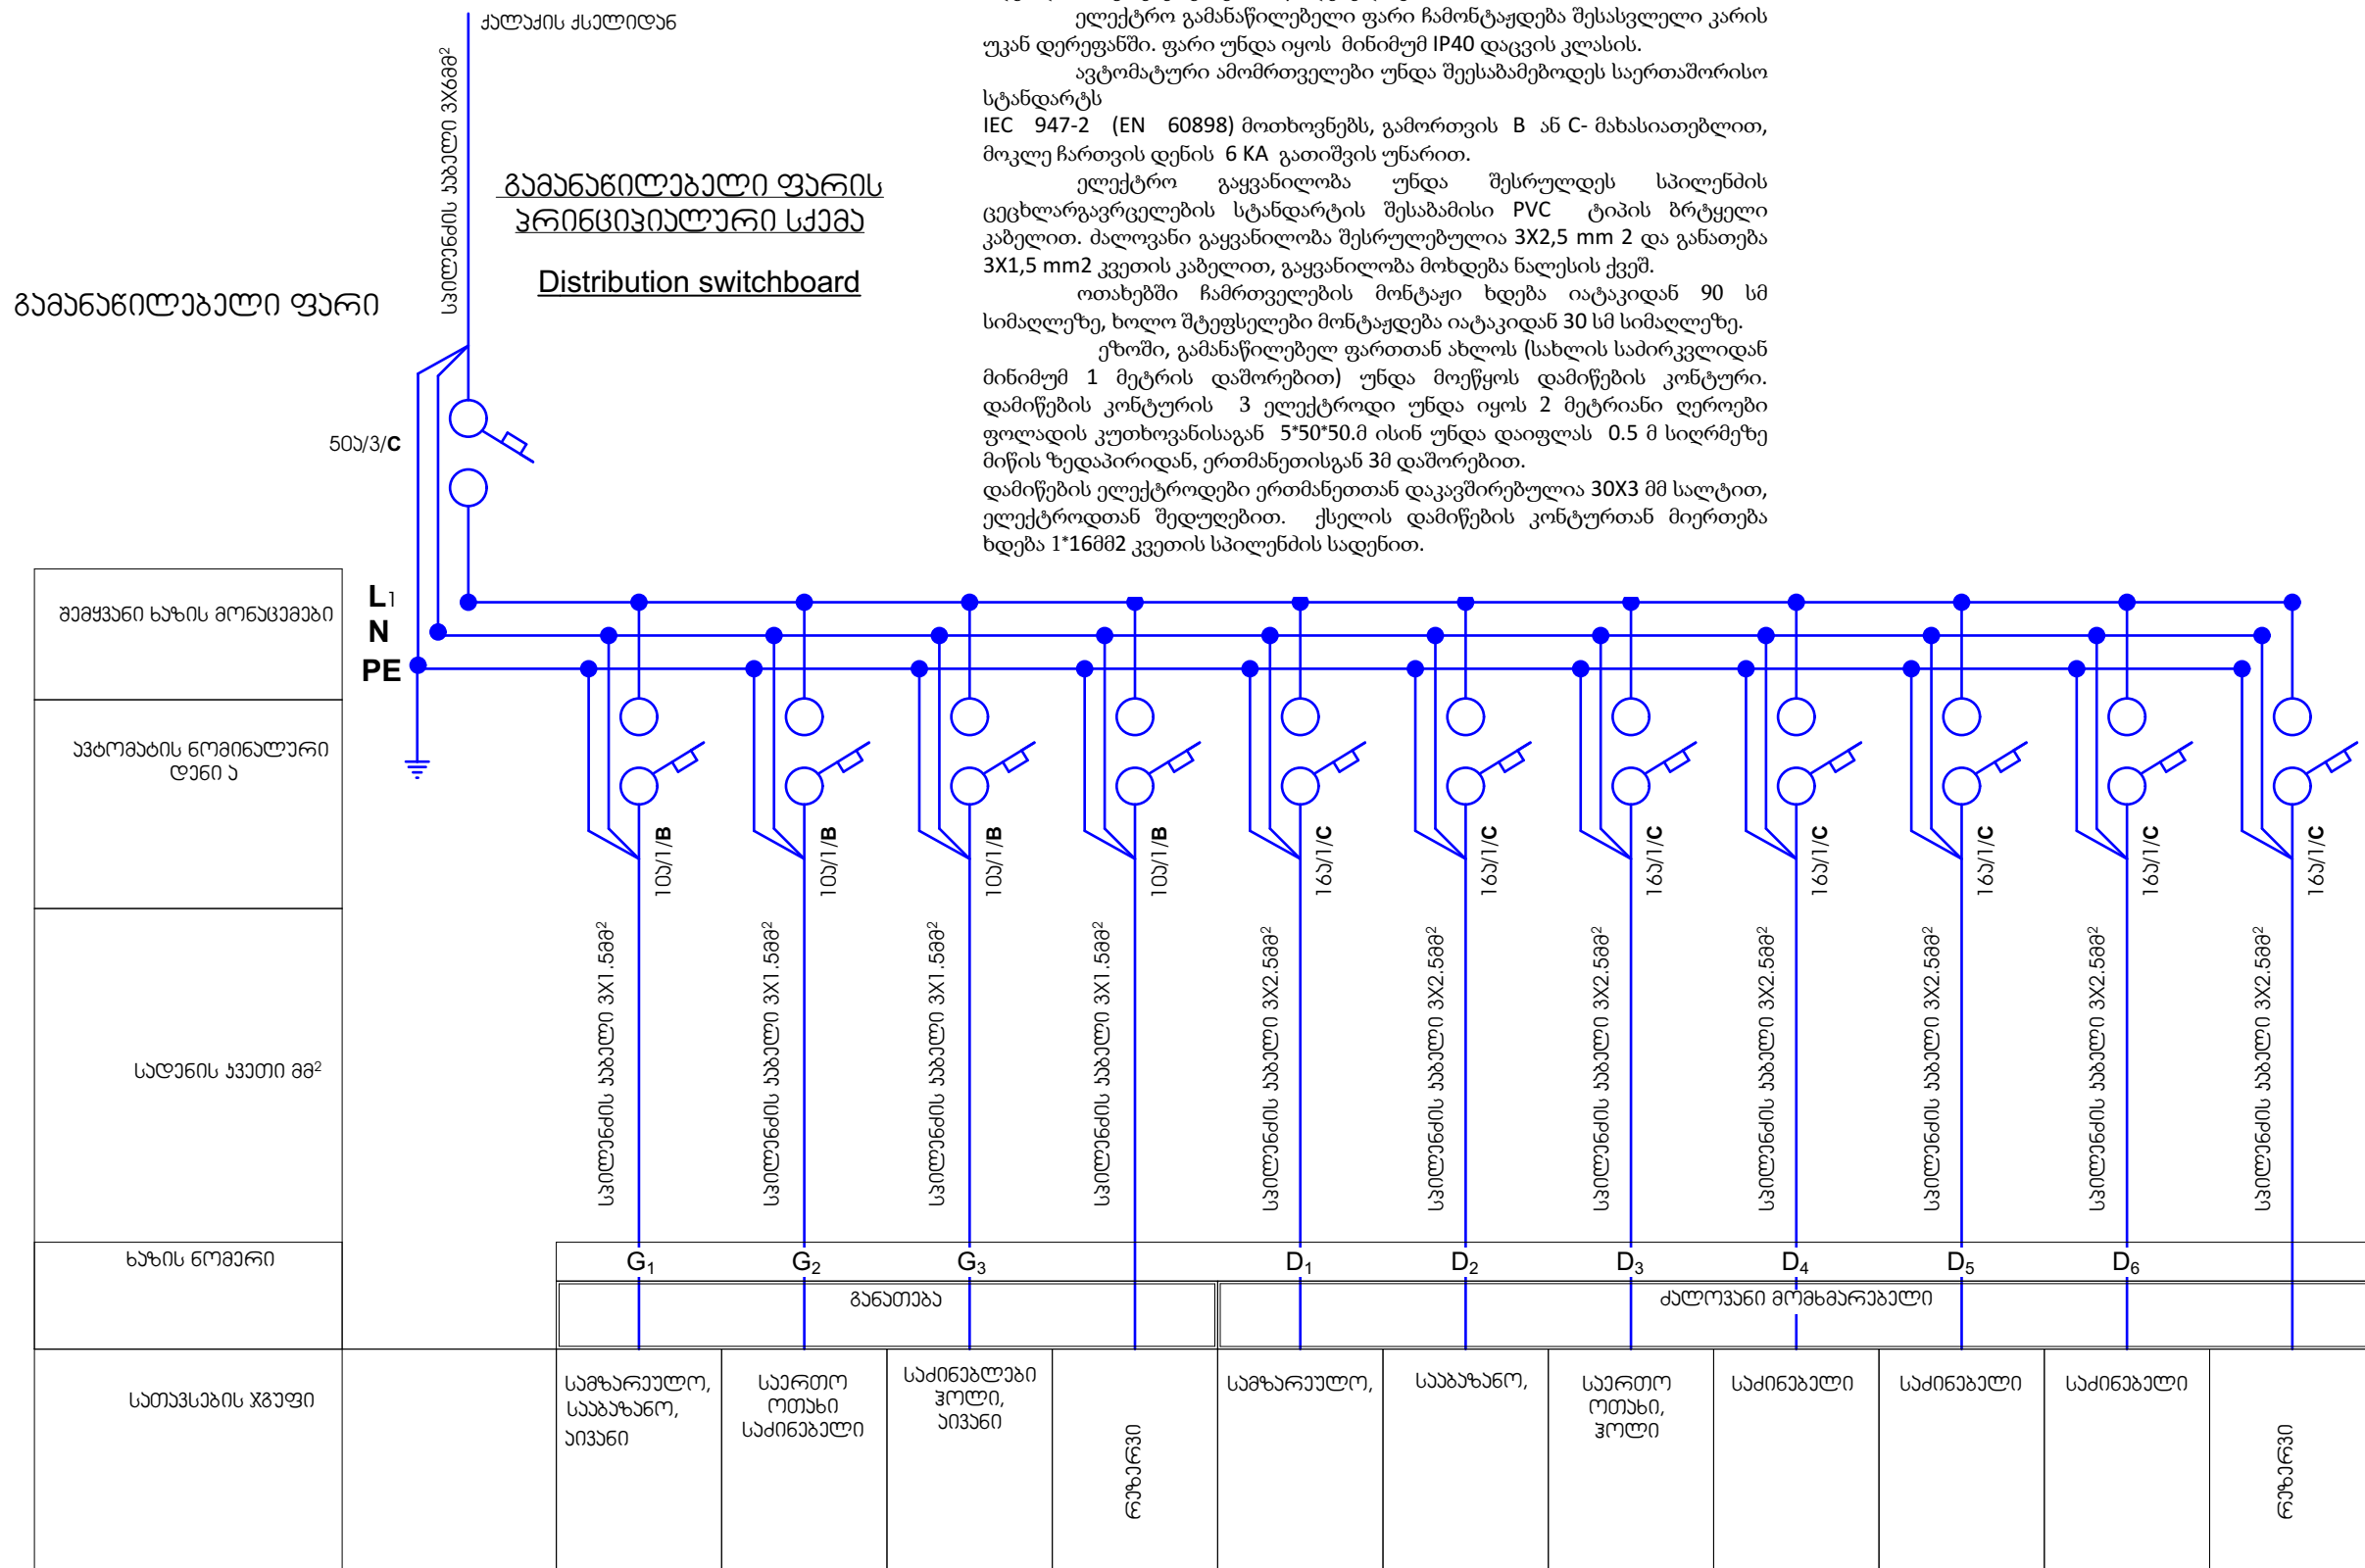 ქალაქის ქსელიდან
სპილენძის კაბელი 3X6მმ²
გამანაწილებელი ფარის
პრინციპიალური სქემა
Distribution switchboard
გამანაწილებელი ფარი
50ა/3/C
ელექტრო გამანაწილებელი ფარი ჩამონტაჟდება შესასვლელი კარის
უკან დერეფანში. ფარი უნდა იყოს მინიმუმ IP40 დაცვის კლასის.
ავტომატური ამომრთველები უნდა შეესაბამებოდეს საერთაშორისო
სტანდარტს
IEC 947-2 (EN 60898) მოთხოვნებს, გამორთვის B ან C- მახასიათებლით,
მოკლე ჩართვის დენის 6 KA გათიშვის უნარით.
ელექტრო გაყვანილობა უნდა შესრულდეს სპილენძის
ცეცხლარგავრცელების სტანდარტის შესაბამისი PVC ტიპის ბრტყელი
კაბელით. ძალოვანი გაყვანილობა შესრულებულია 3X2,5 mm 2 და განათება
3X1,5 mm2 კვეთის კაბელით, გაყვანილობა მოხდება ნალესის ქვეშ.
ოთახებში ჩამრთველების მონტაჟი ხდება იატაკიდან 90 სმ
სიმაღლეზე, ხოლო შტეფსელები მონტაჟდება იატაკიდან 30 სმ სიმაღლეზე.
ეზოში, გამანაწილებელ ფართთან ახლოს (სახლის საძირკვლიდან
მინიმუმ 1 მეტრის დაშორებით) უნდა მოეწყოს დამიწების კონტური.
დამიწების კონტურის 3 ელექტროდი უნდა იყოს 2 მეტრიანი ღეროები
ფოლადის კუთხოვანისაგან 5*50*50.მ ისინ უნდა დაიფლას 0.5 მ სიღრმეზე
მიწის ზედაპირიდან, ერთმანეთისგან 3მ დაშორებით.
დამიწების ელექტროდები ერთმანეთთან დაკავშირებულია 30X3 მმ სალტით,
ელექტროდთან შედუღებით. ქსელის დამიწების კონტურთან მიერთება
ხდება 1*16მმ2 კვეთის სპილენძის სადენით.
შემყვანი ხაზის მონაცემები
L1
N
PE
ავტომატის ნომინალური
დენი ა
10ა/1/B
10ა/1/B
10ა/1/B
10ა/1/B
16ა/1/C
16ა/1/C
16ა/1/C
16ა/1/C
16ა/1/C
16ა/1/C
16ა/1/C
სადენის კვეთი მმ²
სპილენძის კაბელი 3X1.5მმ²
სპილენძის კაბელი 3X1.5მმ²
სპილენძის კაბელი 3X1.5მმ²
სპილენძის კაბელი 3X1.5მმ²
სპილენძის კაბელი 3X2.5მმ²
სპილენძის კაბელი 3X2.5მმ²
სპილენძის კაბელი 3X2.5მმ²
სპილენძის კაბელი 3X2.5მმ²
სპილენძის კაბელი 3X2.5მმ²
სპილენძის კაბელი 3X2.5მმ²
სპილენძის კაბელი 3X2.5მმ²
ხაზის ნომერი
G₁ G₂ G₃ D₁ D₂ D₃ D₄ D₅ D₆
განათება
ძალოვანი მომხმარებელი
სათავსების ჯგუფი
სამზარეულო,
სააბაზანო,
აივანი
საერთო
ოთახი
საძინებელი
საძინებლები
ჰოლი,
აივანი
რეზერვი
სამზარეულო,
სააბაზანო,
საერთო
ოთახი,
ჰოლი
საძინებელი
საძინებელი
საძინებელი
რეზერვი